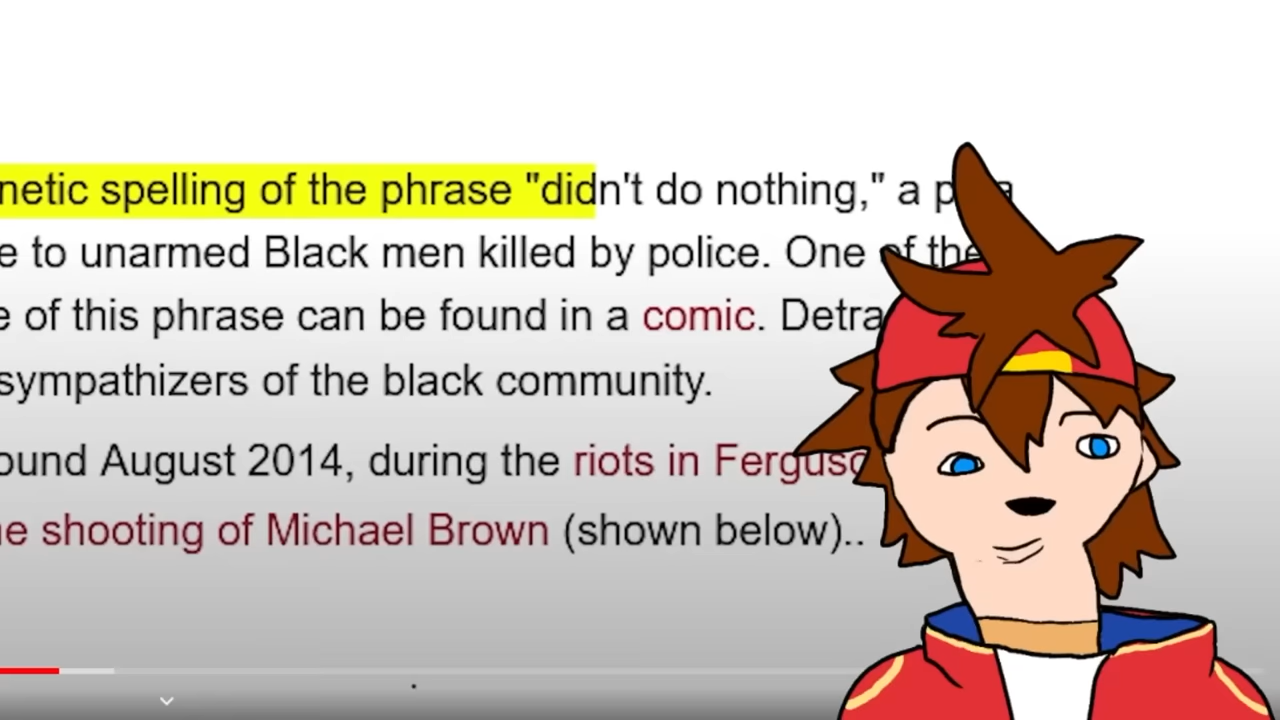 netic spelling of the phrase "didn't do nothing," a
e to unarmed Black men killed by police. One of the
e of this phrase can be found in a comic. Detra
sympathizers of the black community.
ound August 2014, during the riots in Ferguso
he shooting of Michael Brown (shown below)..